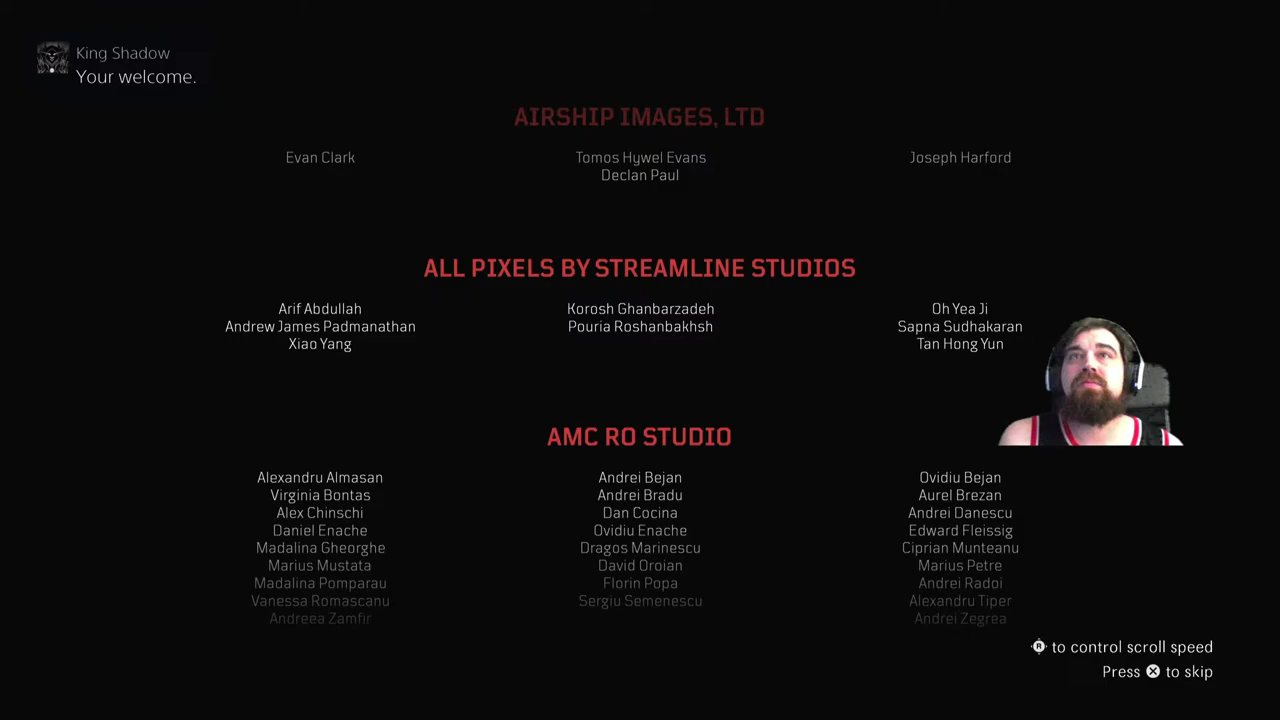 King Shadow
Your welcome.
AIRSHIP IMAGES, LTD
Evan Clark Tomos Hywel Evans Joseph Harford
Declan Paul
ALL PIXELS BY STREAMLINE STUDIOS
Arif Abdullah Korosh Ghanbarzadeh Oh Yea Ji
Andrew James Padmanathan Pouria Roshanbakhsh Sapna Sudhakaran
Xiao Yang Tan Hong Yun
AMC RO STUDIO
Alexandru Almasan Andrei Bejan Ovidiu Bejan
Virginia Bontas Andrei Bradu Aurel Brezan
Alex Chinschi Dan Cocina Andrei Danescu
Daniel Enache Ovidiu Enache Edward Fleissig
Madalina Gheorghe Dragos Marinescu Ciprian Munteanu
Marius Mustata David Oroian Marius Petre
Madalina Pomparau Florin Popa Andrei Radoi
Vanessa Romascanu Sergiu Semenescu Alexandru Tiper
Andreea Zamfir Andrei Zegrea
R to control scroll speed
Press X to skip